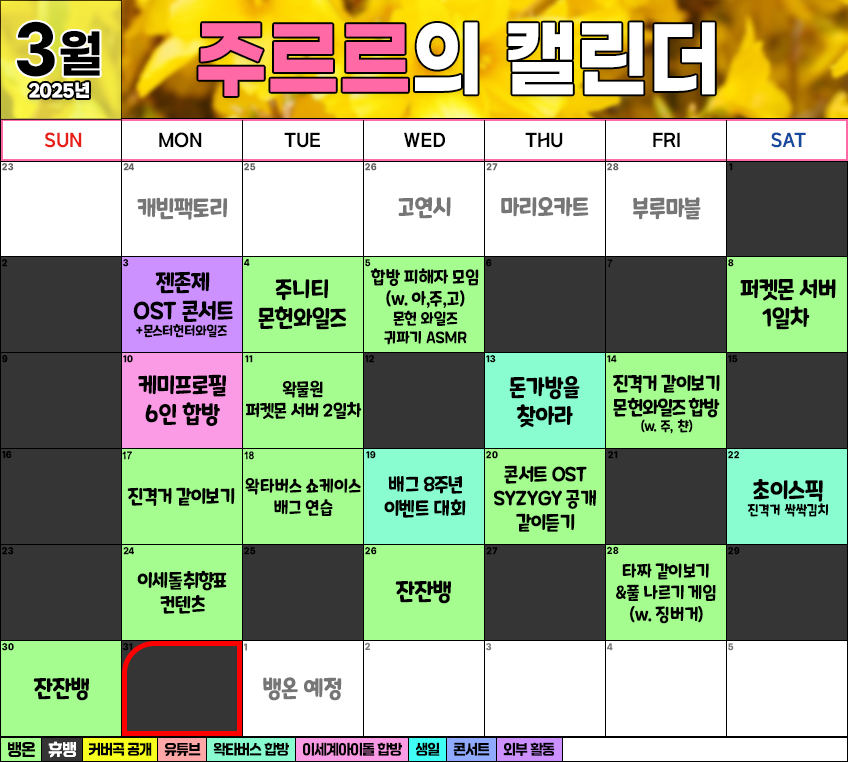 3월
2025년
주르르의 캘린더
SUN MON TUE WED THU FRI SAT
23 24 25 26 27 28 1
캐빈팩토리
고연시
마리오카트
부루마블
2 3 4 5 6 7 8
젠존제
OST 콘서트
+몬스터헌터와일즈
주니티
몬헌와일즈
합방 피해자 모임
(w. 아,주,고)
몬헌 와일즈
귀파기 ASMR
퍼켓몬 서버
1일차
9 10 11 12 13 14 15
케미프로필
6인 합방
왁물원
퍼켓몬 서버 2일차
돈가방을
찾아라
진격거 같이보기
몬헌와일즈 합방
(w. 주, 챤)
16 17 18 19 20 21 22
진격거 같이보기
왁타버스 쇼케이스
배그 연습
배그 8주년
이벤트 대회
콘서트 OST
SYZYGY 공개
같이듣기
초이스픽
진격거 싹싹김치
23 24 25 26 27 28 29
이세돌취향표
컨텐츠
잔잔뱅
타짜 같이보기
&풀 나르기 게임
(w. 징버거)
30 31 1 2 3 4 5
잔잔뱅
뱅온 예정
뱅온 휴뱅 커버곡 공개 유튜브 왁타버스 합방 이세계아이돌 합방 생일 콘서트 외부 활동